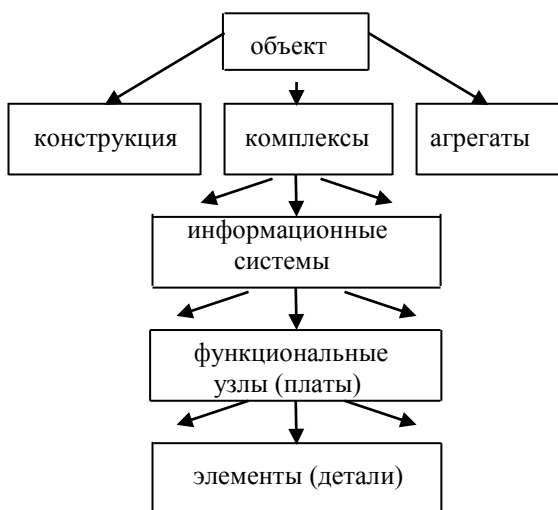 объект
конструкция
комплексы
агрегаты
информационные
системы
функциональные
узлы (платы)
элементы (детали)